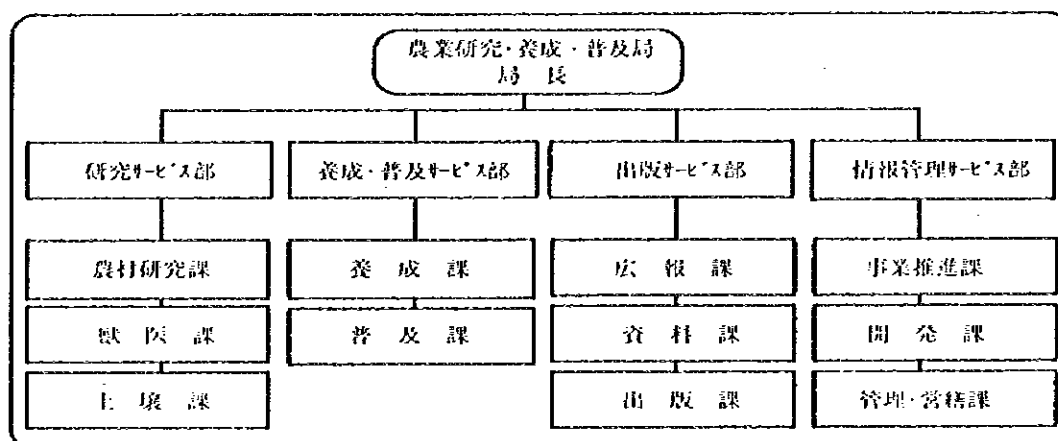 農業研究・養成・普及局
局 長
研究サービス部
養成・普及サービス部
出版サービス部
情報管理サービス部
農村研究課
養 成 課
広 報 課
事業推進課
獣 医 課
普 及 課
資 料 課
開 発 課
土 壌 課
出 版 課
管理・営繕課